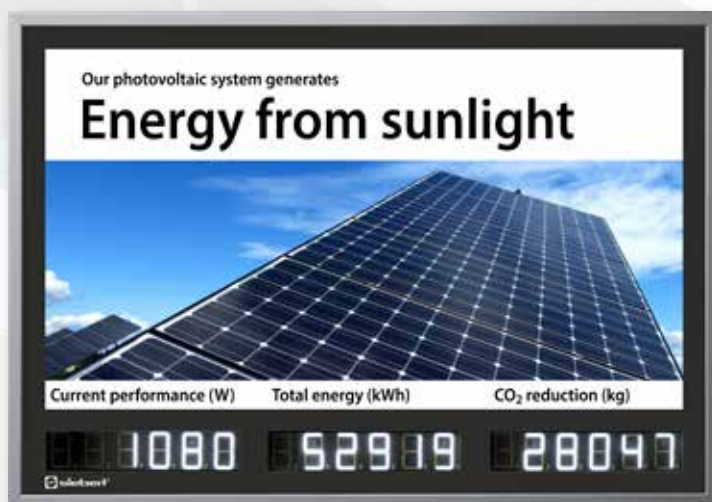 Our photovoltaic system generates
Energy from sunlight
Current performance (W) Total energy (kWh) CO₂ reduction (kg)
1080 52919 28047